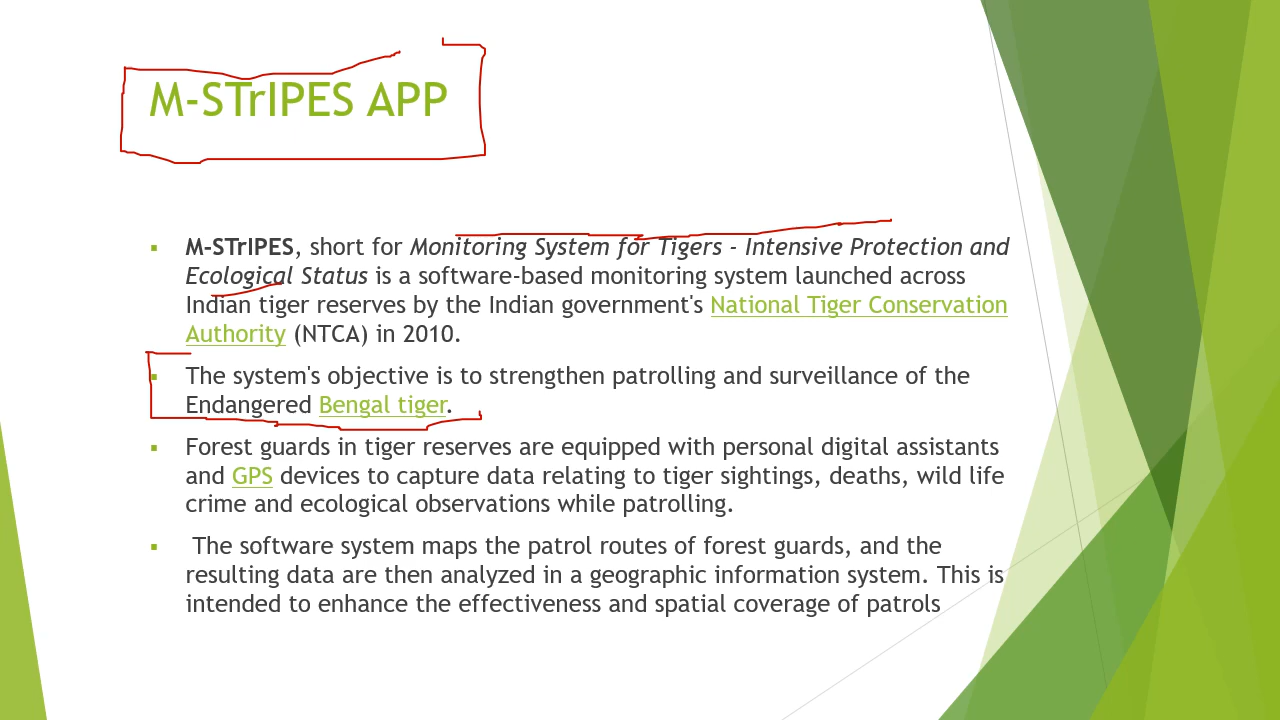 M-STrIPES APP
▪ M-STrIPES, short for Monitoring System for Tigers - Intensive Protection and
Ecological Status is a software-based monitoring system launched across
Indian tiger reserves by the Indian government's National Tiger Conservation
Authority (NTCA) in 2010.
▪ The system's objective is to strengthen patrolling and surveillance of the
Endangered Bengal tiger.
▪ Forest guards in tiger reserves are equipped with personal digital assistants
and GPS devices to capture data relating to tiger sightings, deaths, wild life
crime and ecological observations while patrolling.
▪ The software system maps the patrol routes of forest guards, and the
resulting data are then analyzed in a geographic information system. This is
intended to enhance the effectiveness and spatial coverage of patrols